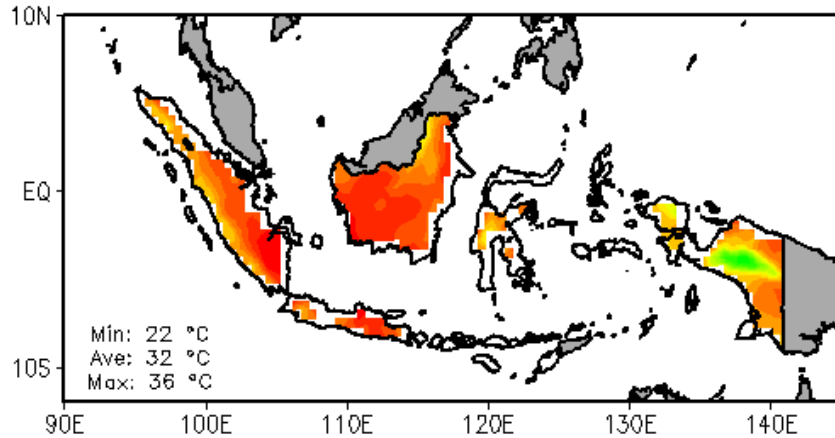 10N
EQ
10S
Min: 22 °C
Ave: 32 °C
Max: 36 °C
90E 100E 110E 120E 130E 140E